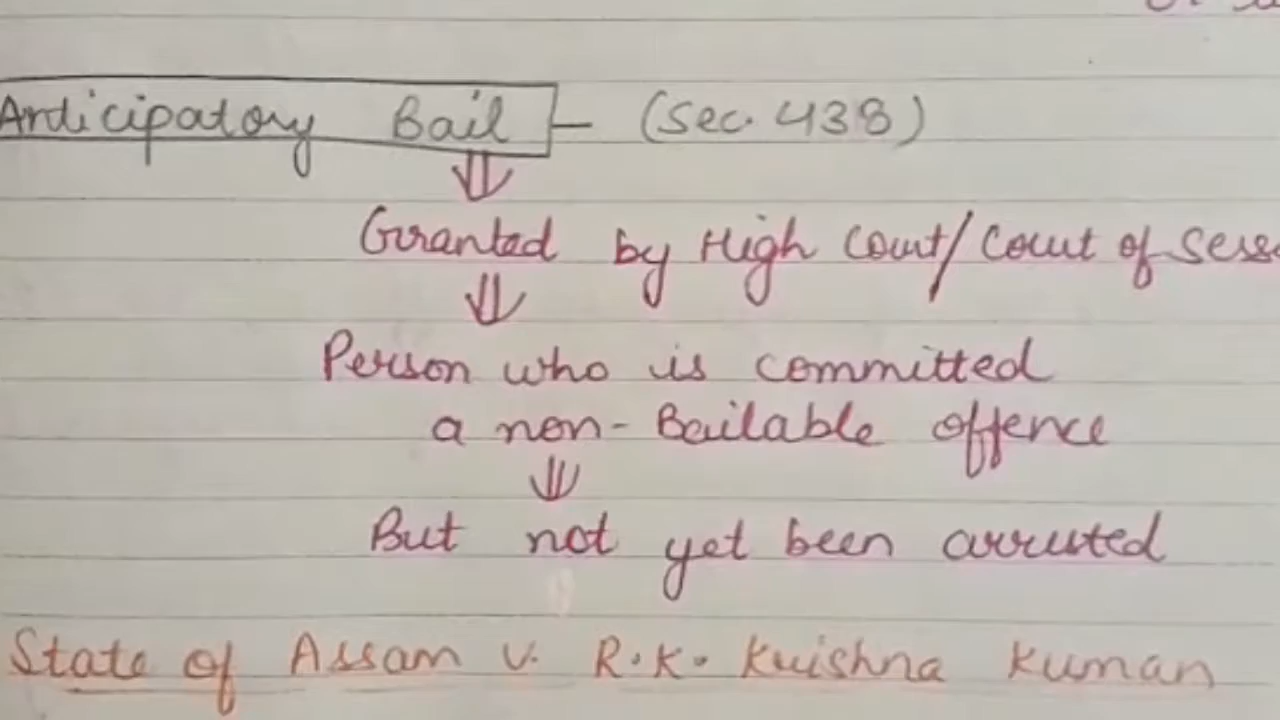 Anticipatory Bail - (Sec. 438)
Granted by High Court/Court of Sess
Person who is committed
a non-Bailable offence
But not yet been arrested
State of Assam v. R.K. Krishna Kumar